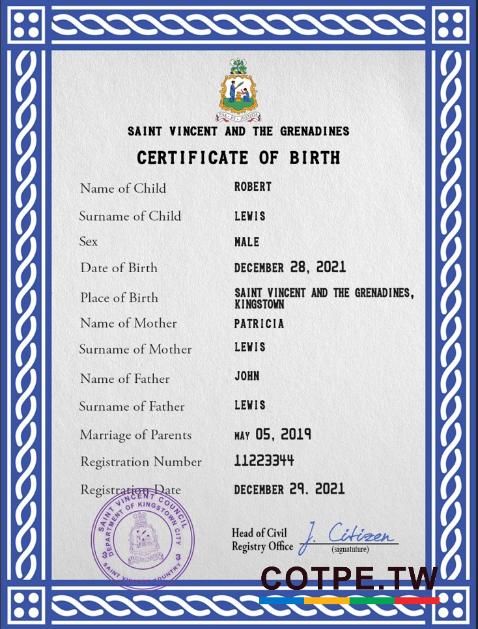 SAINT VINCENT AND THE GRENADINES
CERTIFICATE OF BIRTH
Name of Child ROBERT
Surname of Child LEWIS
Sex MALE
Date of Birth DECEMBER 28, 2021
Place of Birth SAINT VINCENT AND THE GRENADINES,
KINGSTOWN
Name of Mother PATRICIA
Surname of Mother LEWIS
Name of Father JOHN
Surname of Father LEWIS
Marriage of Parents MAY 05, 2019
Registration Number 11223344
Registration Date DECEMBER 29. 2021
SAINT VINCENT COUNCIL
DEPARTMENT OF KINGSTOWN CITY
Head of Civil
Registry Office J. Citizen
(signatuture)
COTPE.TW